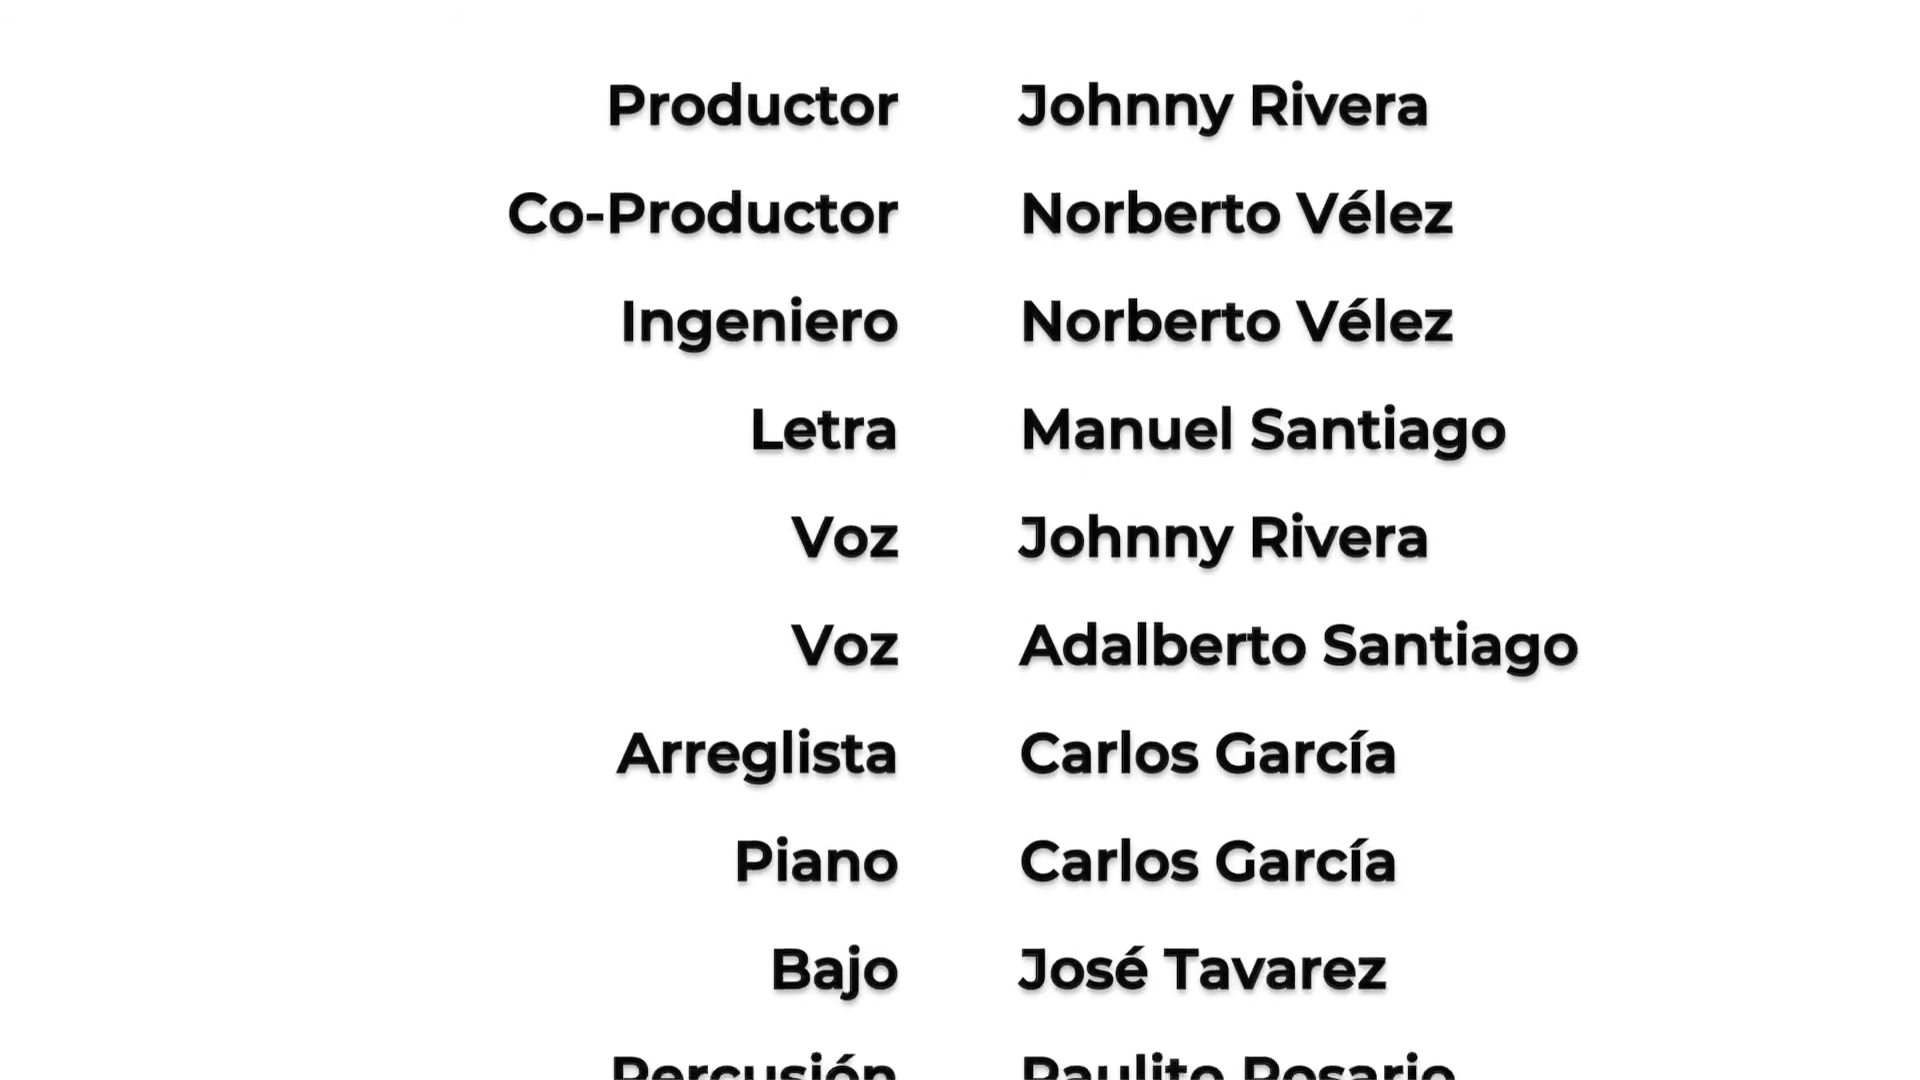 Productor Johnny Rivera
Co-Productor Norberto Vélez
Ingeniero Norberto Vélez
Letra Manuel Santiago
Voz Johnny Rivera
Voz Adalberto Santiago
Arreglista Carlos García
Piano Carlos García
Bajo José Tavarez
Percusión Paulito Rosario